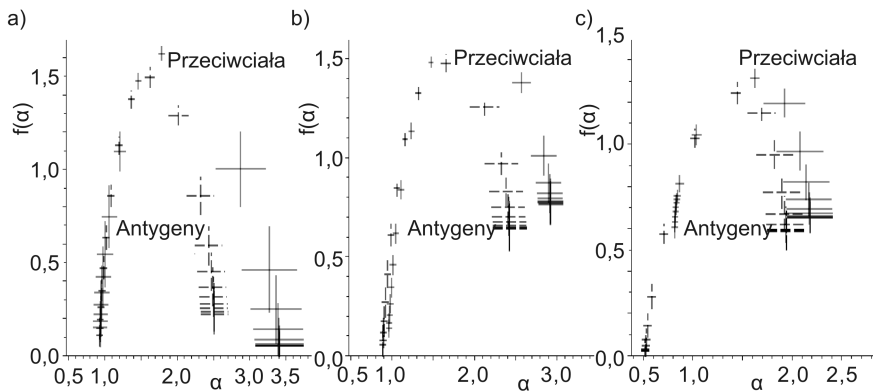 a)
f(α)
1,5
1,0
0,5
0,0
Przeciwciała
Antygeny
0,5 1,0 2,0 α 3,0 3,5
b)
f(α)
1,5
1,0
0,5
0,0
Przeciwciała
Antygeny
0,5 1,0 2,0 α 3,0
c)
f(α)
1,5
1,0
0,5
0,0
Przeciwciała
Antygeny
0,5 1,0 α 2,0 2,5